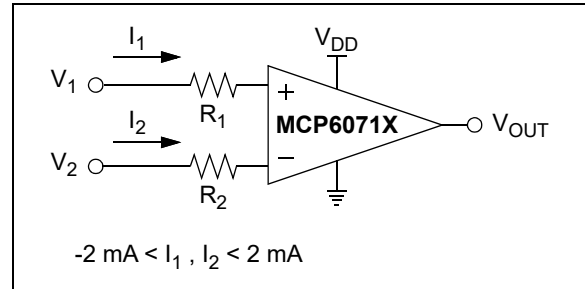 I1
VDD
V1
+
R1
MCP6071X
VOUT
I2
V2
−
R2
-2 mA < I1 , I2 < 2 mA